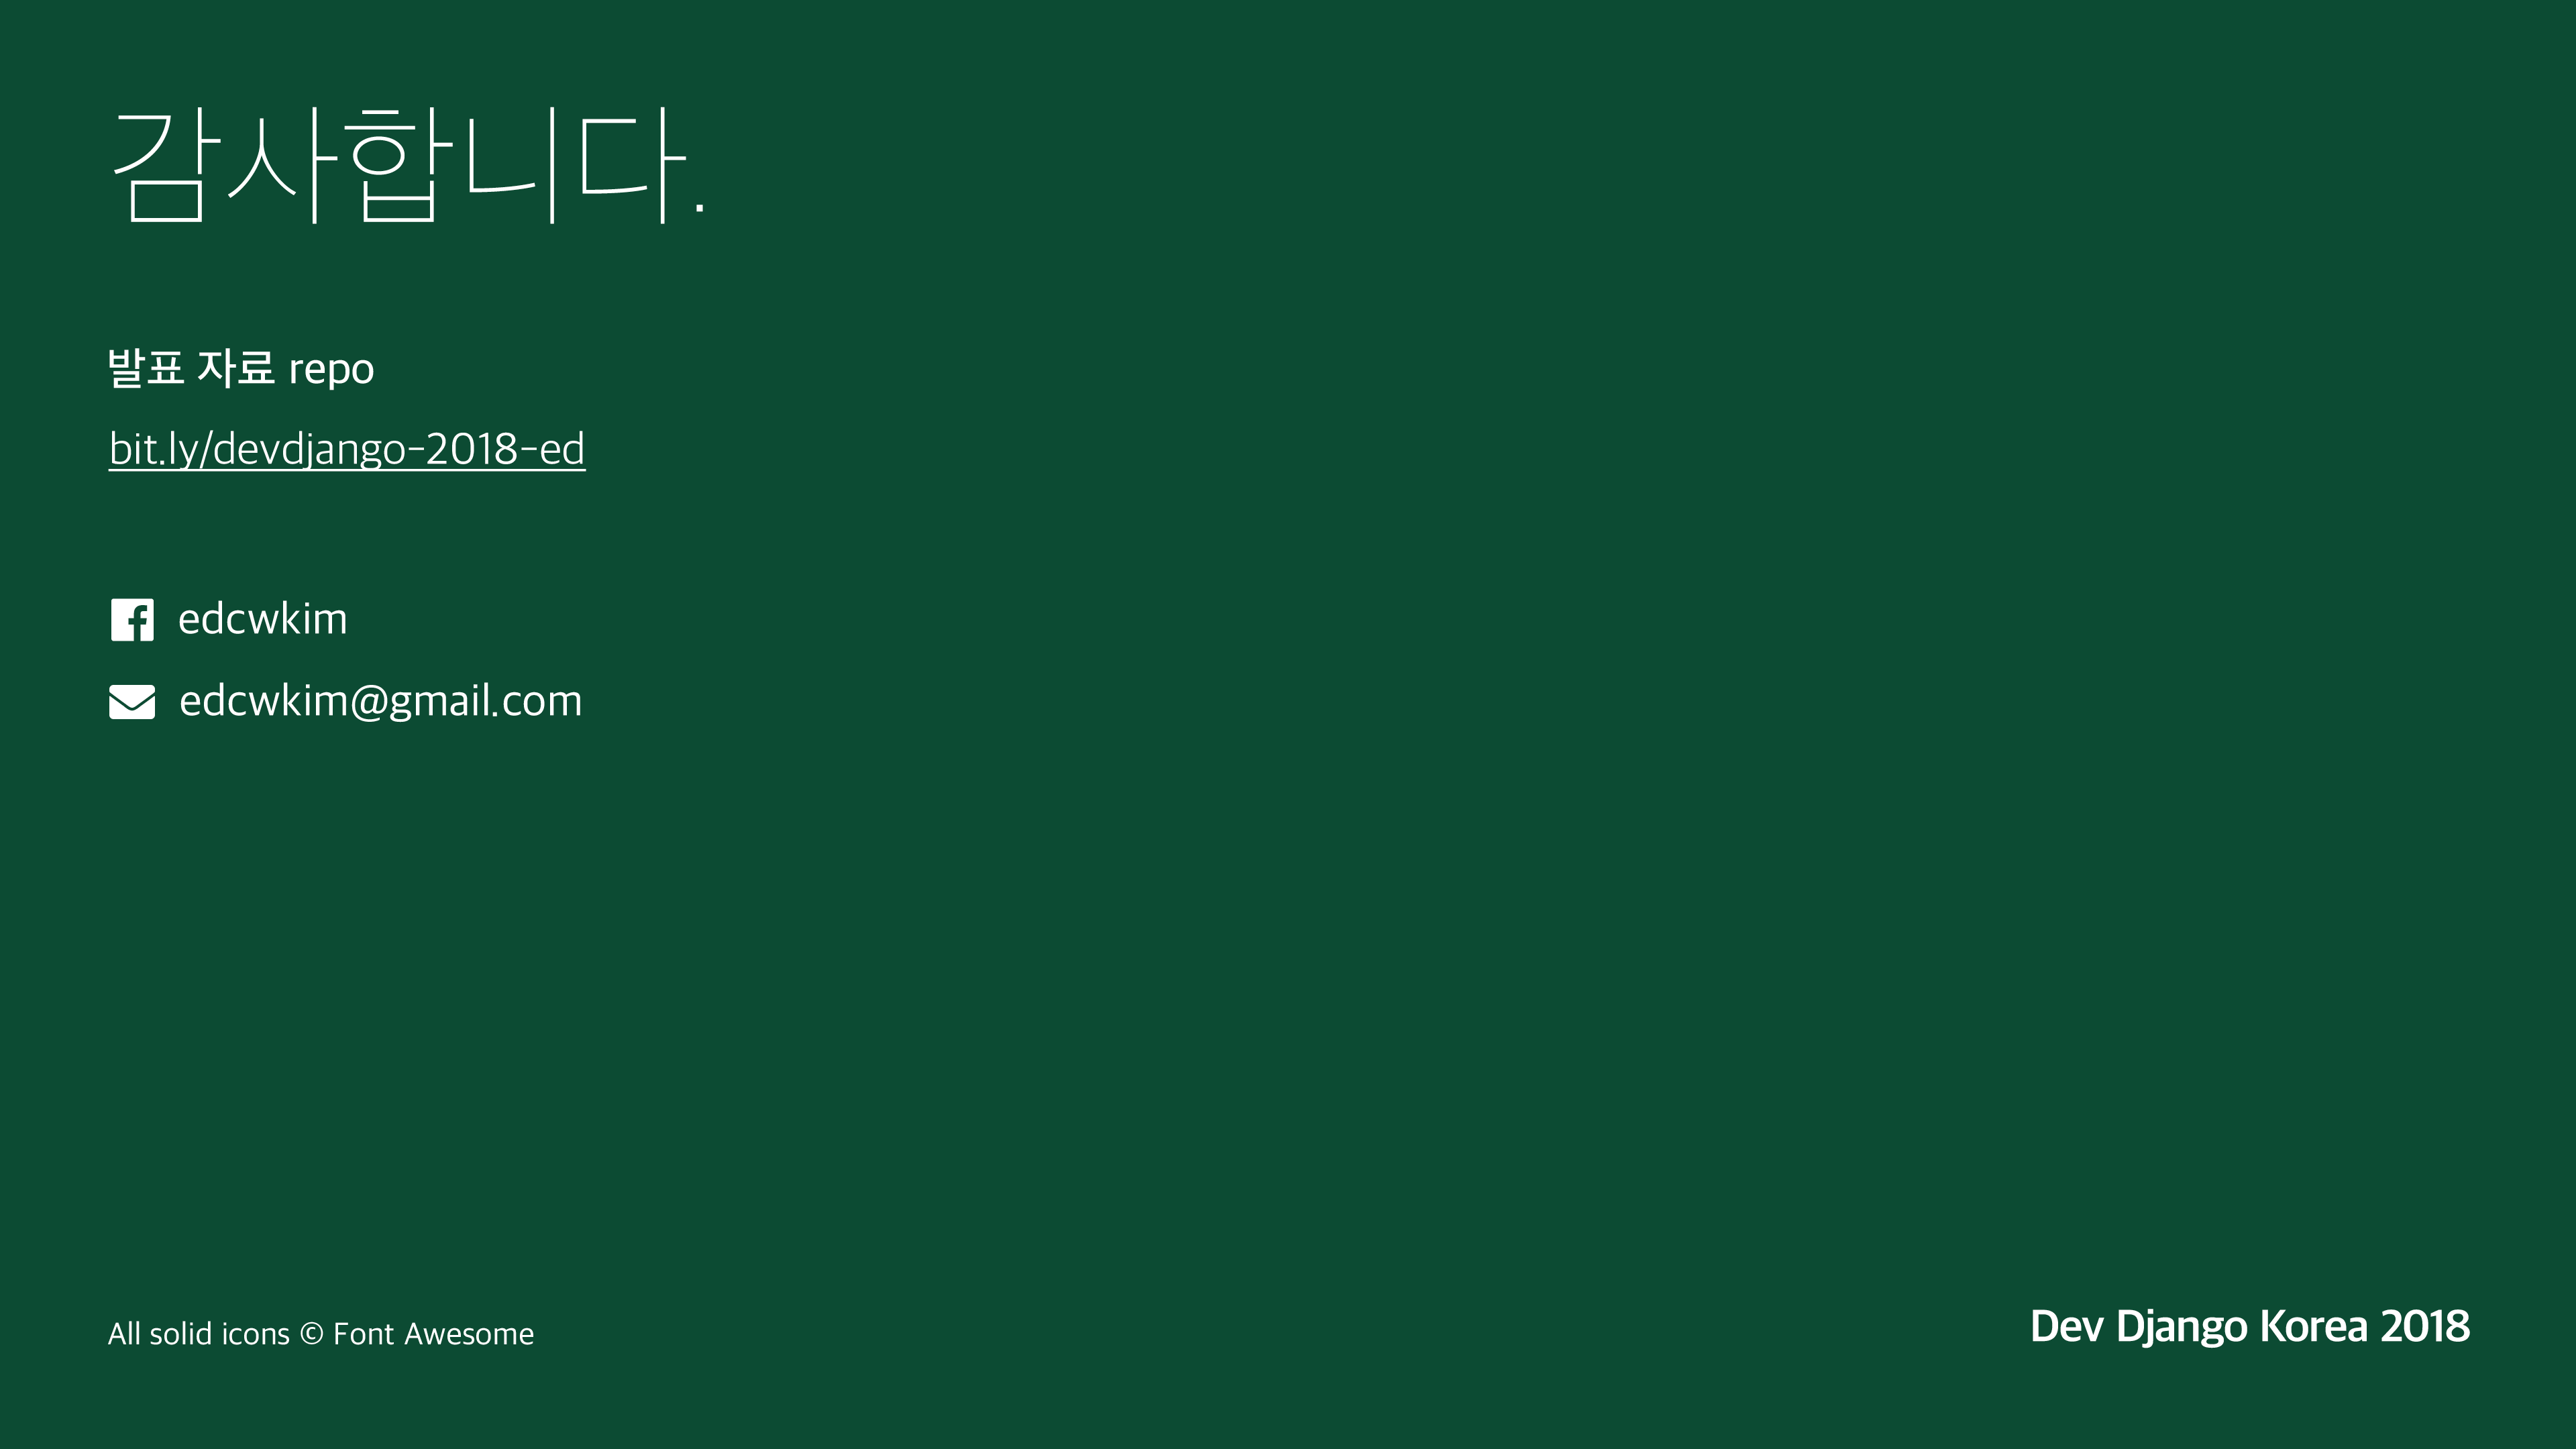 감사합니다.
발표 자료 repo
bit.ly/devdjango-2018-ed
edcwkim
edcwkim@gmail.com
All solid icons © Font Awesome
Dev Django Korea 2018